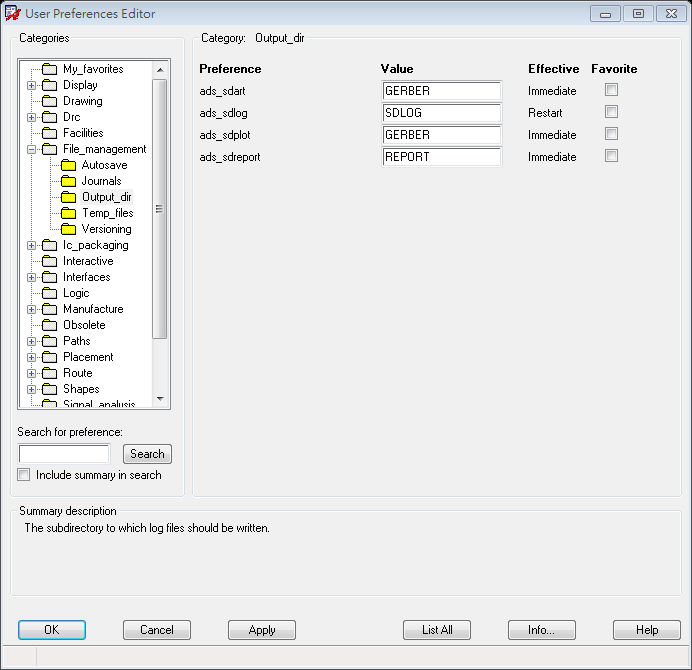 User Preferences Editor
Categories
My_favorites
Display
Drawing
Drc
Facilities
File_management
Autosave
Journals
Output_dir
Temp_files
Versioning
Ic_packaging
Interactive
Interfaces
Logic
Manufacture
Obsolete
Paths
Placement
Route
Shapes
Signal_analysis
Search for preference:
Search
Include summary in search
Category: Output_dir
Preference Value Effective Favorite
ads_sdart GERBER Immediate
ads_sdlog SDLOG Restart
ads_sdplot GERBER Immediate
ads_sdreport REPORT Immediate
Summary description
The subdirectory to which log files should be written.
OK Cancel Apply List All Info... Help